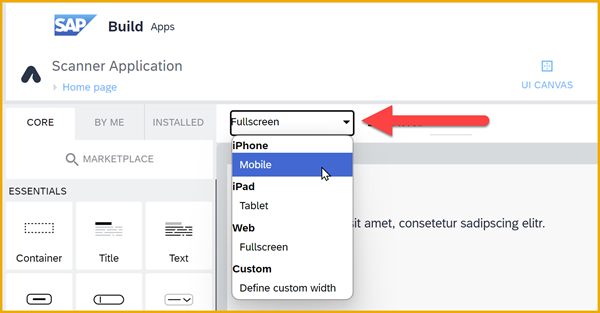 SAP Build Apps
Scanner Application
Home page
UI CANVAS
CORE BY ME INSTALLED
Fullscreen
MARKETPLACE
iPhone
Mobile
iPad
Tablet
Web
Fullscreen
Custom
Define custom width
ESSENTIALS
Container Title Text
sit amet, consetetur sadipscing elitr.